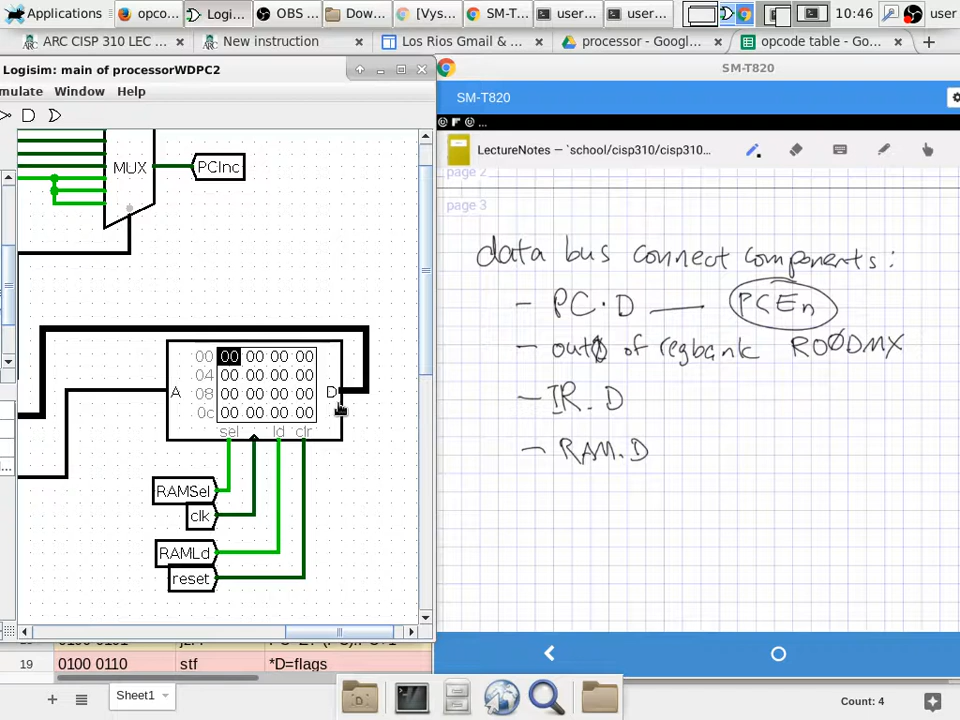 Applications
opco...
Logi...
OBS ...
Dow...
[Vys...
SM-T...
user...
user...
10:46
user
ARC CISP 310 LEC ...
New instruction
Los Rios Gmail & ...
processor - Googl...
opcode table - Go...
Logisim: main of processorWDPC2
mulate Window Help
MUX
PCInc
00 00 00 00 00
04 00 00 00 00
A 08 00 00 00 00 D
0c 00 00 00 00
sel ld clr
RAMSel
clk
RAMLd
reset
19 0100 0110 stf *D=flags
Sheet1
SM-T820
SM-T820
LectureNotes — `school/cisp310/cisp310...
page 2
page 3
data bus connect components:
- PC.D — PCEn
- out0 of regbank RO0DMX
- IR.D
- RAM.D
Count: 4